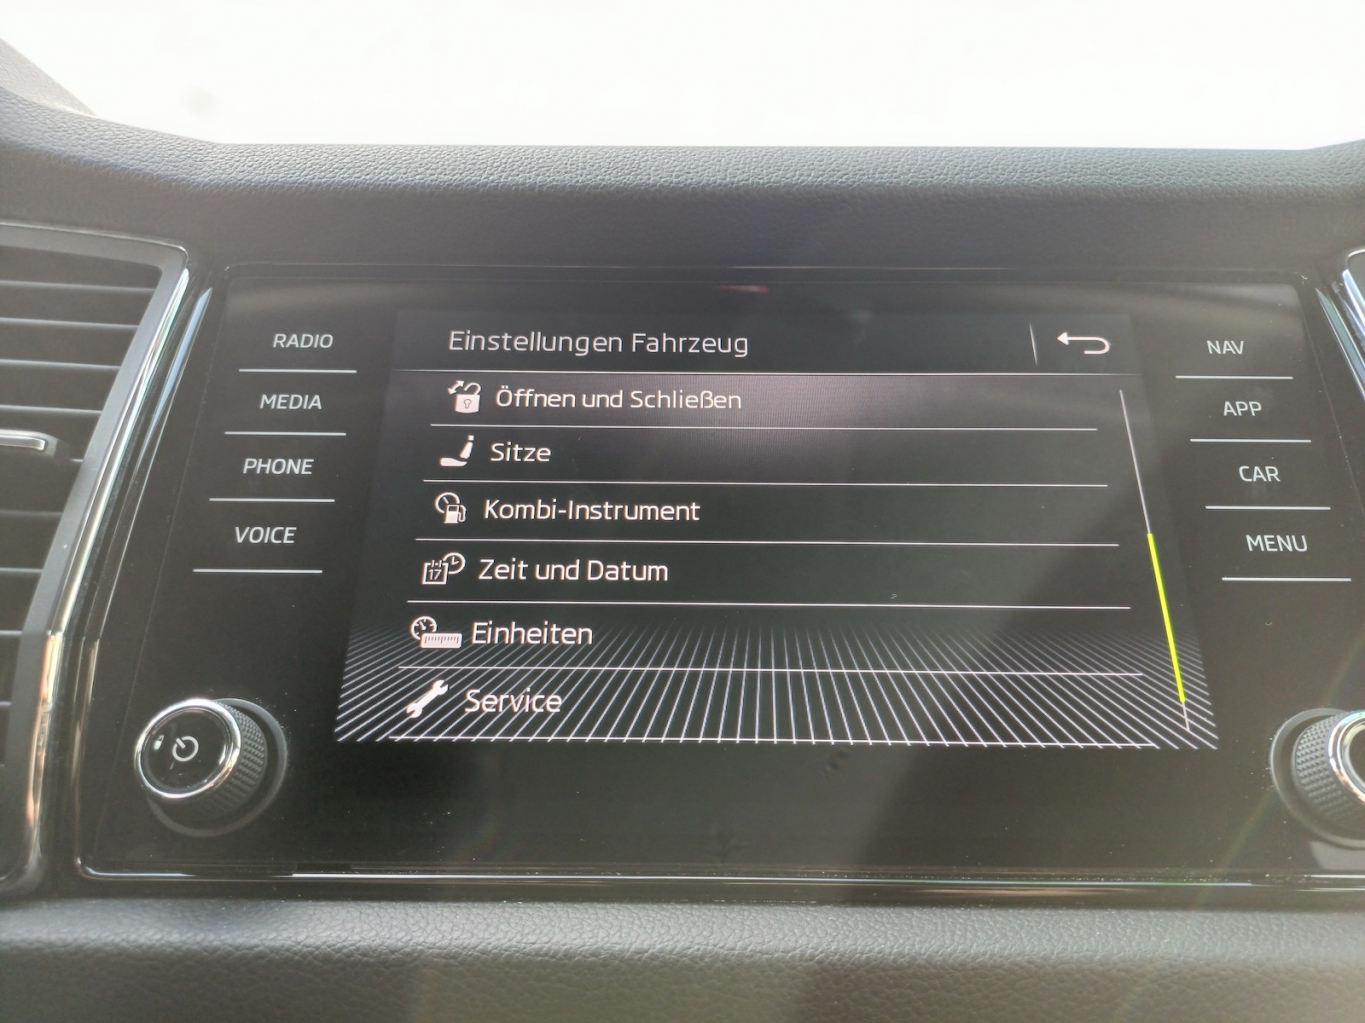 Einstellungen Fahrzeug
Öffnen und Schließen
Sitze
Kombi-Instrument
17
Zeit und Datum
Einheiten
Service
RADIO
MEDIA
PHONE
VOICE
NAV
APP
CAR
MENU